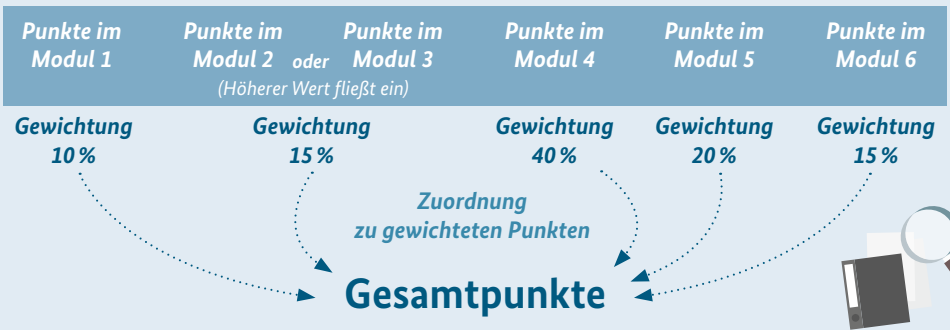 Punkte im Modul 1
Punkte im Modul 2 oder Punkte im Modul 3
(Höherer Wert fließt ein)
Punkte im Modul 4
Punkte im Modul 5
Punkte im Modul 6
Gewichtung 10 %
Gewichtung 15 %
Gewichtung 40 %
Gewichtung 20 %
Gewichtung 15 %
Zuordnung
zu gewichteten Punkten
Gesamtpunkte